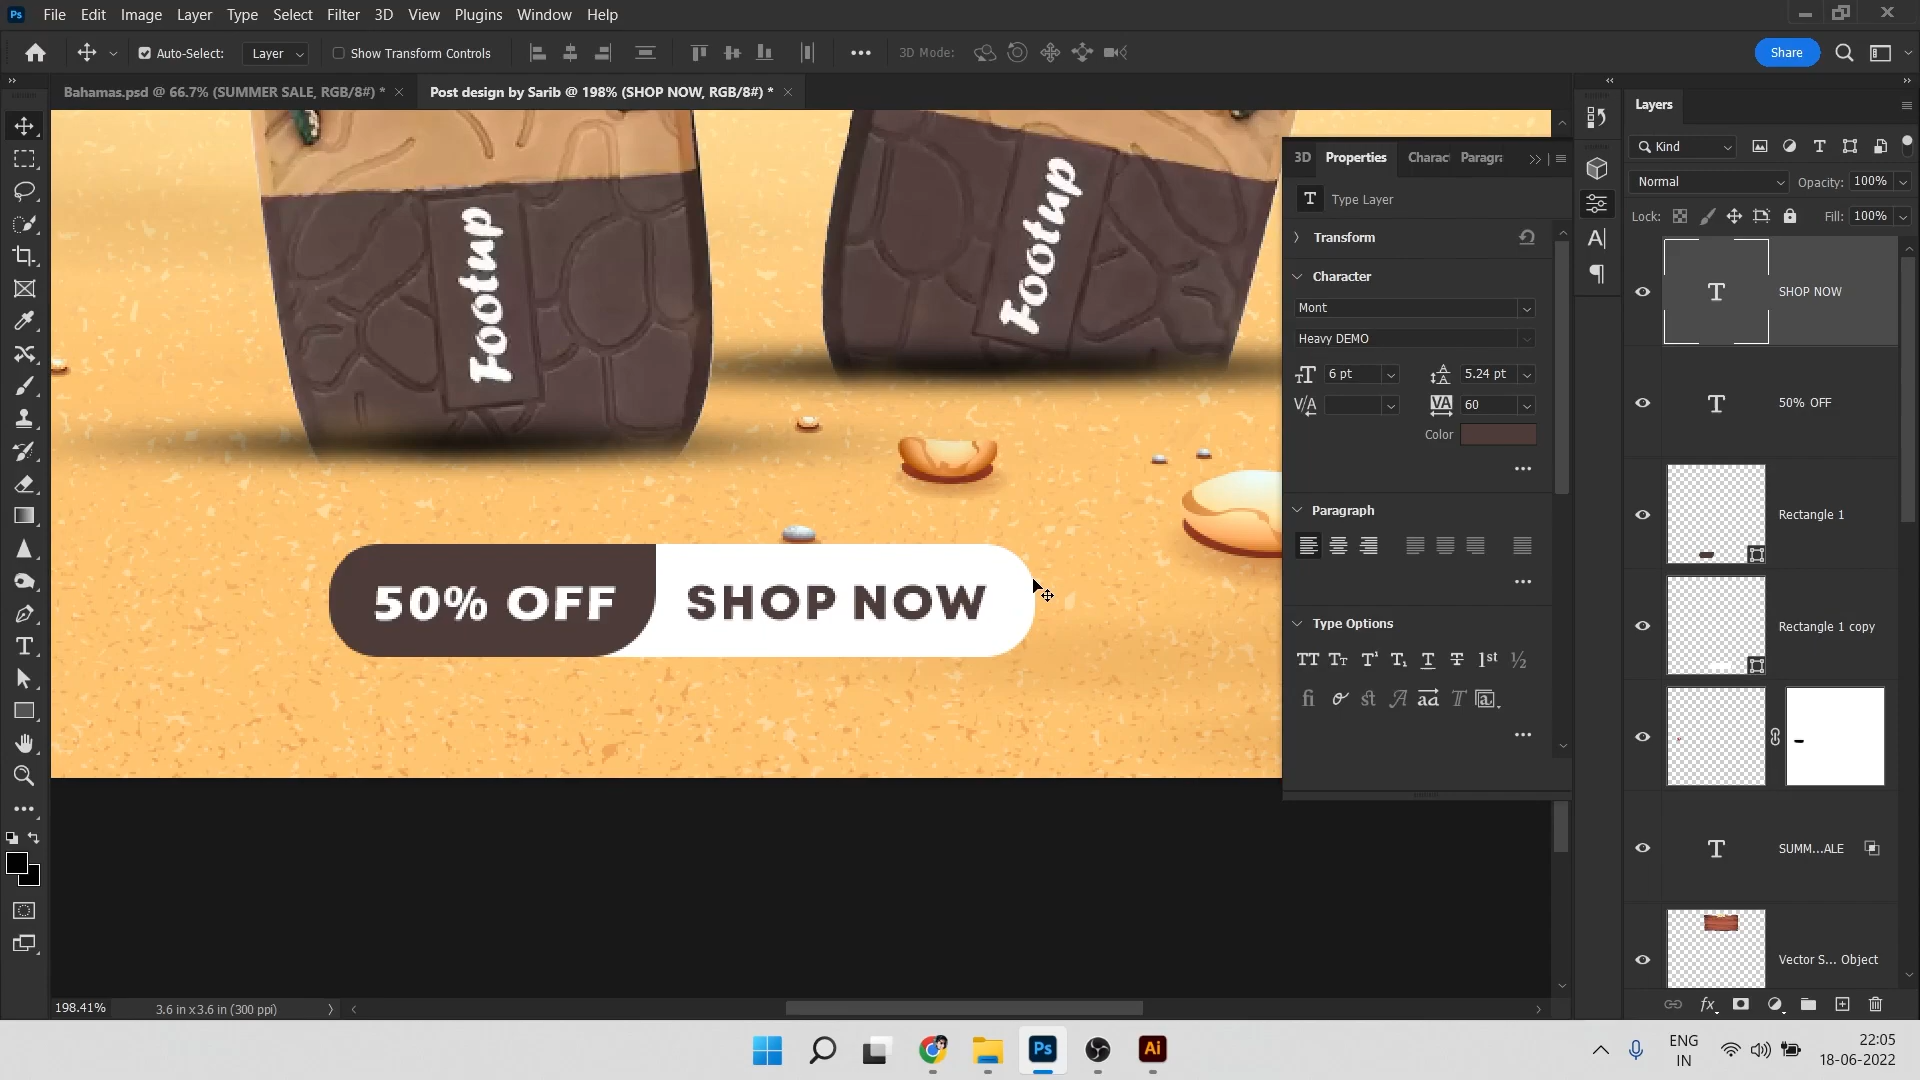 File Edit Image Layer Type Select Filter 3D View Plugins Window Help
Auto-Select: Layer Show Transform Controls 3D Mode: Share
Bahamas.psd @ 66.7% (SUMMER SALE, RGB/8#) * Post design by Sarib @ 198% (SHOP NOW, RGB/8#) *
Footup
Footup
50% OFF SHOP NOW
3D Properties Charac Paragra
Type Layer
Transform
Character
Mont
Heavy DEMO
6 pt 5.24 pt
60
Color
Paragraph
Type Options
Layers
Kind
Normal Opacity: 100%
Lock: Fill: 100%
SHOP NOW
50% OFF
Rectangle 1
Rectangle 1 copy
SUMM...ALE
Vector S... Object
198.41% 3.6 in x 3.6 in (300 ppi)
ENG
IN
22:05
18-06-2022